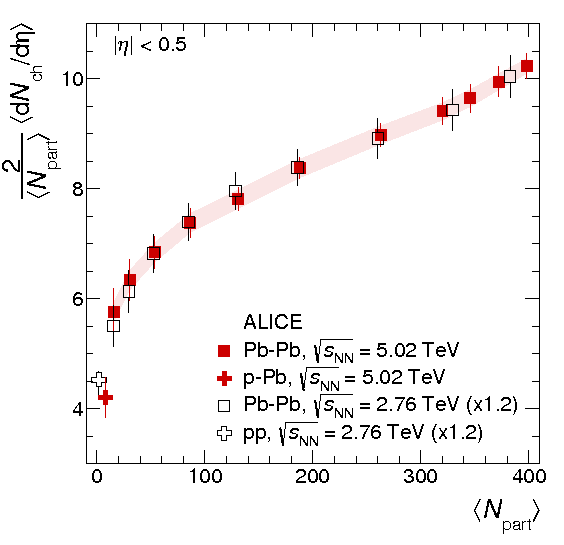 2/⟨N_part⟩ ⟨dN_ch/dη⟩
|η| < 0.5
10
8
6
4
ALICE
Pb-Pb, √s_NN = 5.02 TeV
p-Pb, √s_NN = 5.02 TeV
Pb-Pb, √s_NN = 2.76 TeV (x1.2)
pp, √s_NN = 2.76 TeV (x1.2)
0 100 200 300 400
⟨N_part⟩